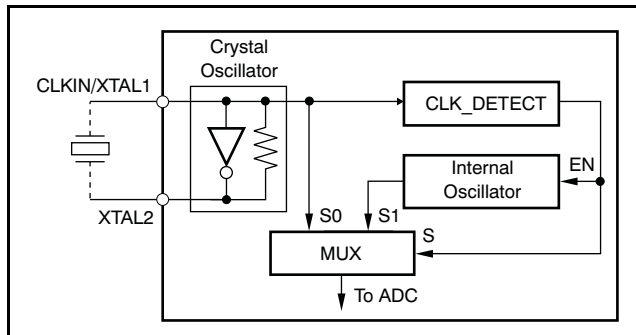 Crystal
Oscillator
CLKIN/XTAL1
CLK_DETECT
Internal
Oscillator
EN
XTAL2
S0
S1
S
MUX
To ADC